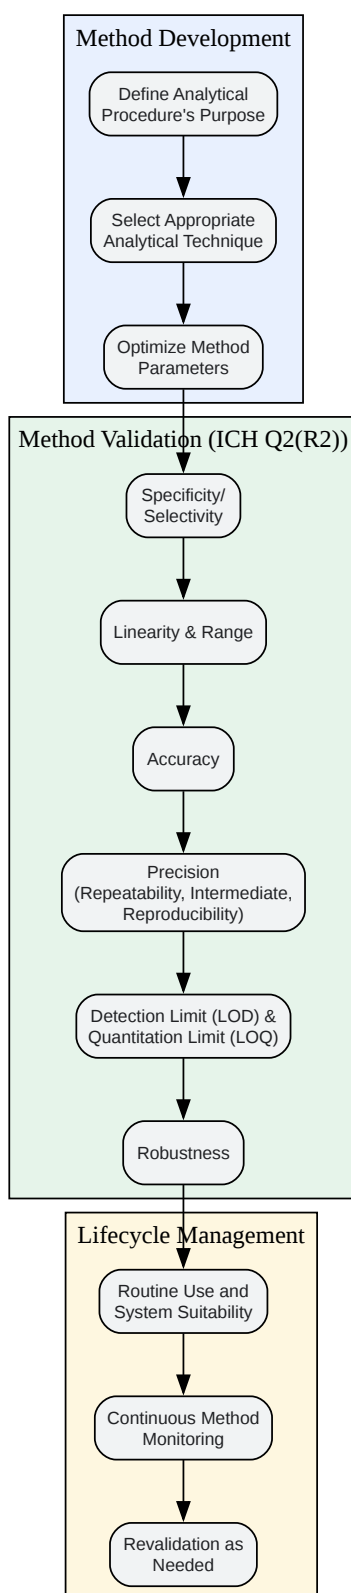 Method Development
Define Analytical
Procedure's Purpose
Select Appropriate
Analytical Technique
Optimize Method
Parameters
Method Validation (ICH Q2(R2))
Specificity/
Selectivity
Linearity & Range
Accuracy
Precision
(Repeatability, Intermediate,
Reproducibility)
Detection Limit (LOD) &
Quantitation Limit (LOQ)
Robustness
Lifecycle Management
Routine Use and
System Suitability
Continuous Method
Monitoring
Revalidation as
Needed